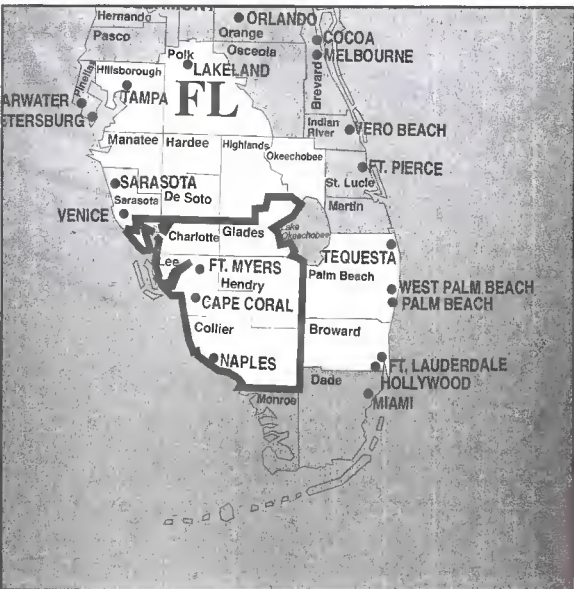 Hernando
ORLANDO
Orange
Pasco
COCOA
Osceola
MELBOURNE
Polk
LAKELAND
Hillsborough
Pinellas
Brevard
FL
ARWATER
TAMPA
ETERSBURG
Indian
River
VERO BEACH
Manatee
Hardee
Highlands
Okeechobee
FT. PIERCE
St. Lucie
SARASOTA
Sarasota
De Soto
Martin
VENICE
Charlotte
Glades
Lake
Okeechobee
TEQUESTA
Lee
FT. MYERS
Palm Beach
Hendry
WEST PALM BEACH
CAPE CORAL
PALM BEACH
Collier
Broward
NAPLES
FT. LAUDERDALE
Dade
HOLLYWOOD
Monroe
MIAMI